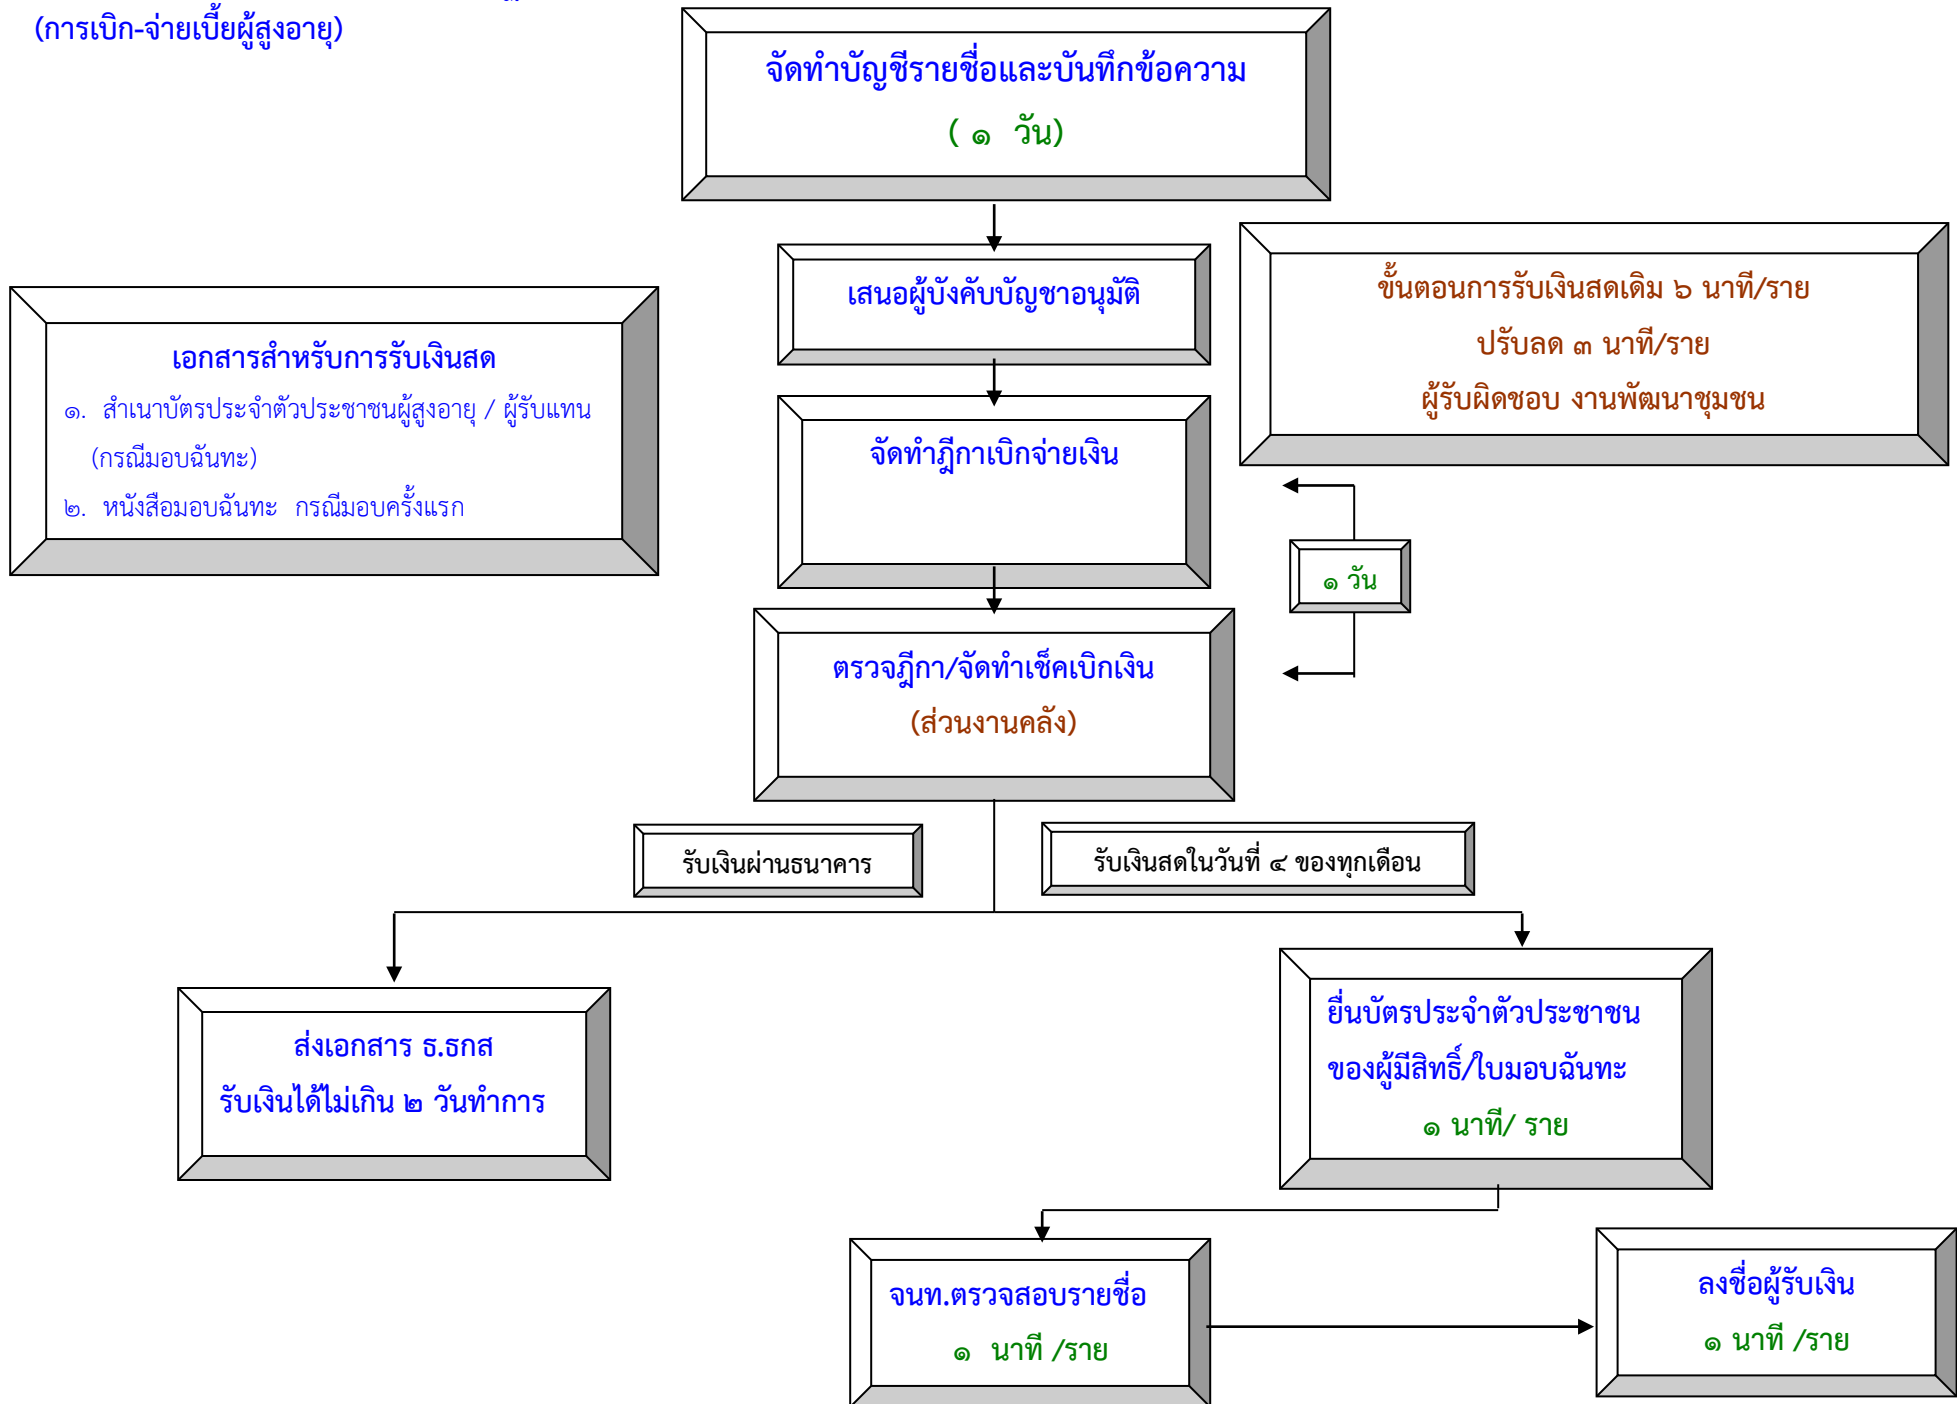 (การเบิก-จ่ายเบี้ยผู้สูงอายุ)
จัดทำบัญชีรายชื่อและบันทึกข้อความ
( ๑ วัน)
เสนอผู้บังคับบัญชาอนุมัติ
ขั้นตอนการรับเงินสดเดิม ๖ นาที/ราย
ปรับลด ๓ นาที/ราย
ผู้รับผิดชอบ งานพัฒนาชุมชน
เอกสารสำหรับการรับเงินสด
๑. สำเนาบัตรประจำตัวประชาชนผู้สูงอายุ / ผู้รับแทน
(กรณีมอบฉันทะ)
๒. หนังสือมอบฉันทะ กรณีมอบครั้งแรก
จัดทำฎีกาเบิกจ่ายเงิน
๑ วัน
ตรวจฎีกา/จัดทำเช็คเบิกเงิน
(ส่วนงานคลัง)
รับเงินผ่านธนาคาร
รับเงินสดในวันที่ ๔ ของทุกเดือน
ส่งเอกสาร ธ.ธกส
รับเงินได้ไม่เกิน ๒ วันทำการ
ยื่นบัตรประจำตัวประชาชน
ของผู้มีสิทธิ์/ใบมอบฉันทะ
๑ นาที/ ราย
จนท.ตรวจสอบรายชื่อ
๑ นาที /ราย
ลงชื่อผู้รับเงิน
๑ นาที /ราย